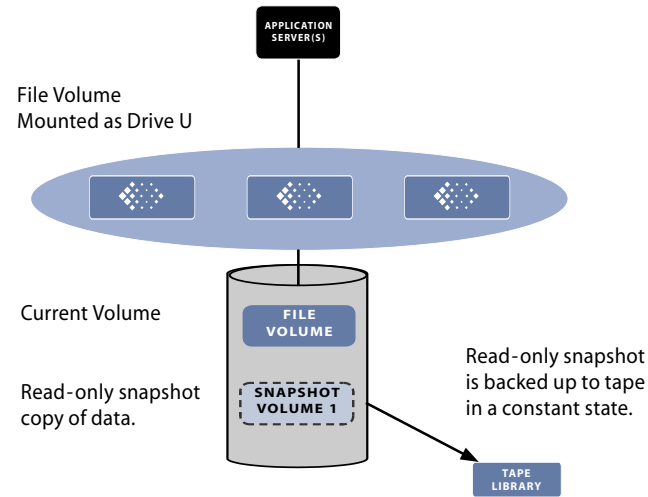 APPLICATION
SERVER(S)
File Volume
Mounted as Drive U
Current Volume
FILE
VOLUME
Read-only snapshot
copy of data.
SNAPSHOT
VOLUME 1
Read-only snapshot
is backed up to tape
in a constant state.
TAPE
LIBRARY